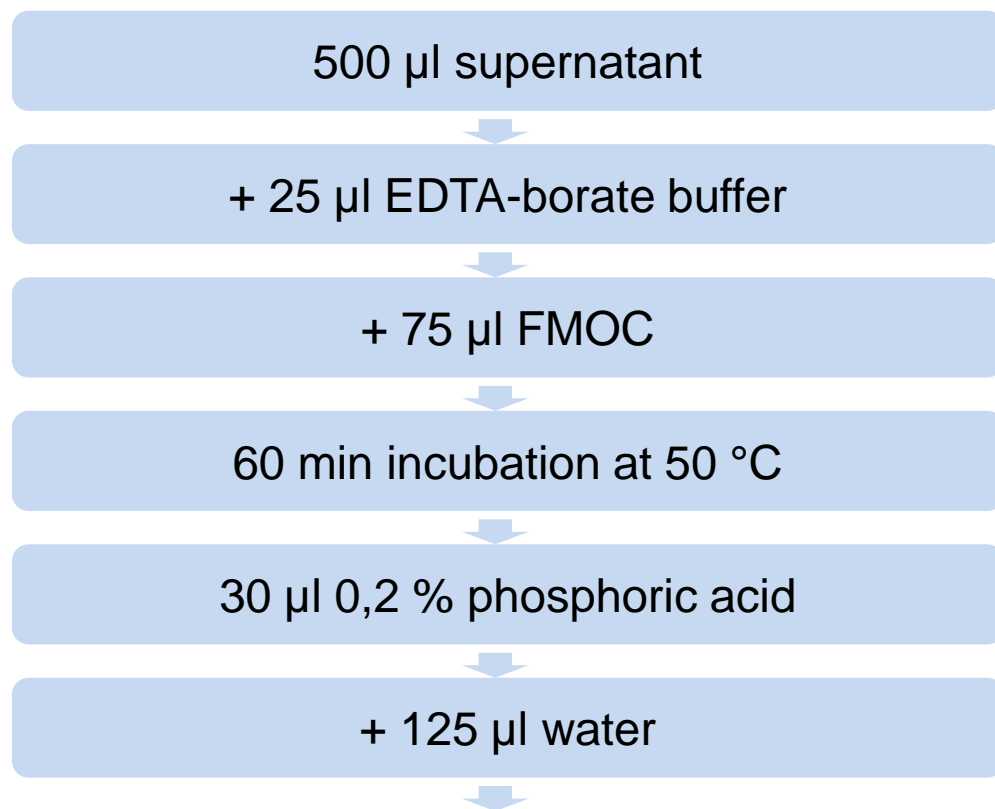 500 µl supernatant
+ 25 µl EDTA-borate buffer
+ 75 µl FMOC
60 min incubation at 50 °C
30 µl 0,2 % phosphoric acid
+ 125 µl water